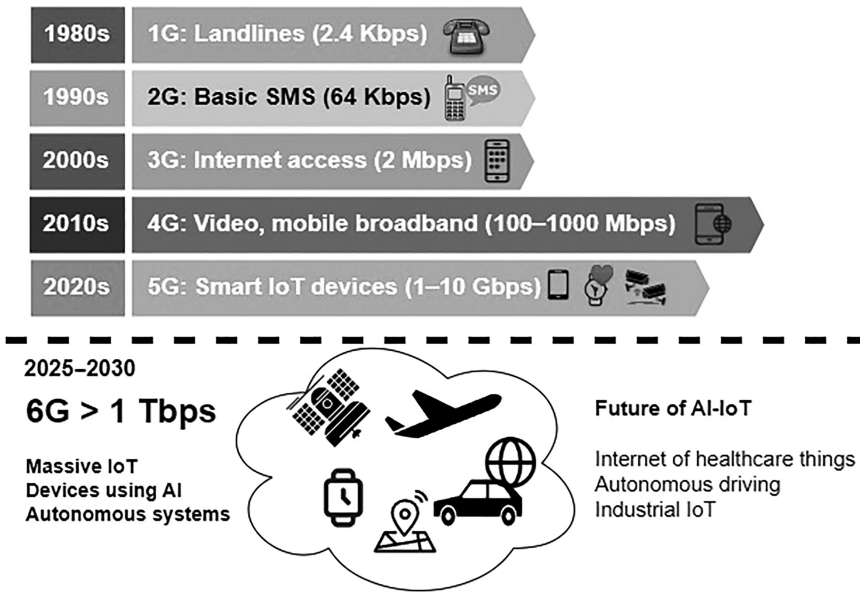 1980s
1G: Landlines (2.4 Kbps)
1990s
2G: Basic SMS (64 Kbps)
SMS
2000s
3G: Internet access (2 Mbps)
2010s
4G: Video, mobile broadband (100–1000 Mbps)
2020s
5G: Smart IoT devices (1–10 Gbps)
2025–2030
6G > 1 Tbps
Massive IoT
Devices using AI
Autonomous systems
Future of AI-IoT
Internet of healthcare things
Autonomous driving
Industrial IoT